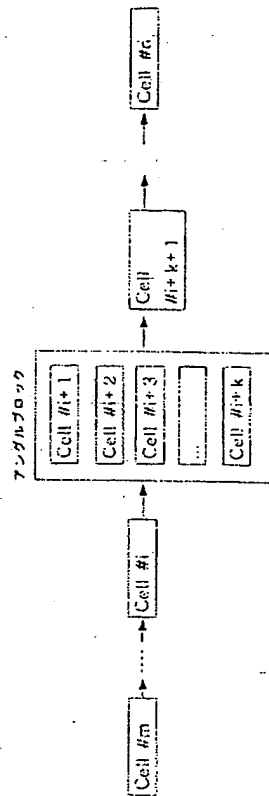 アングルブロック
Cell #m
.....
Cell #i
Cell #i+1
Cell #i+2
Cell #i+3
...
Cell #i+k
Cell
#i+k+1
Cell #n